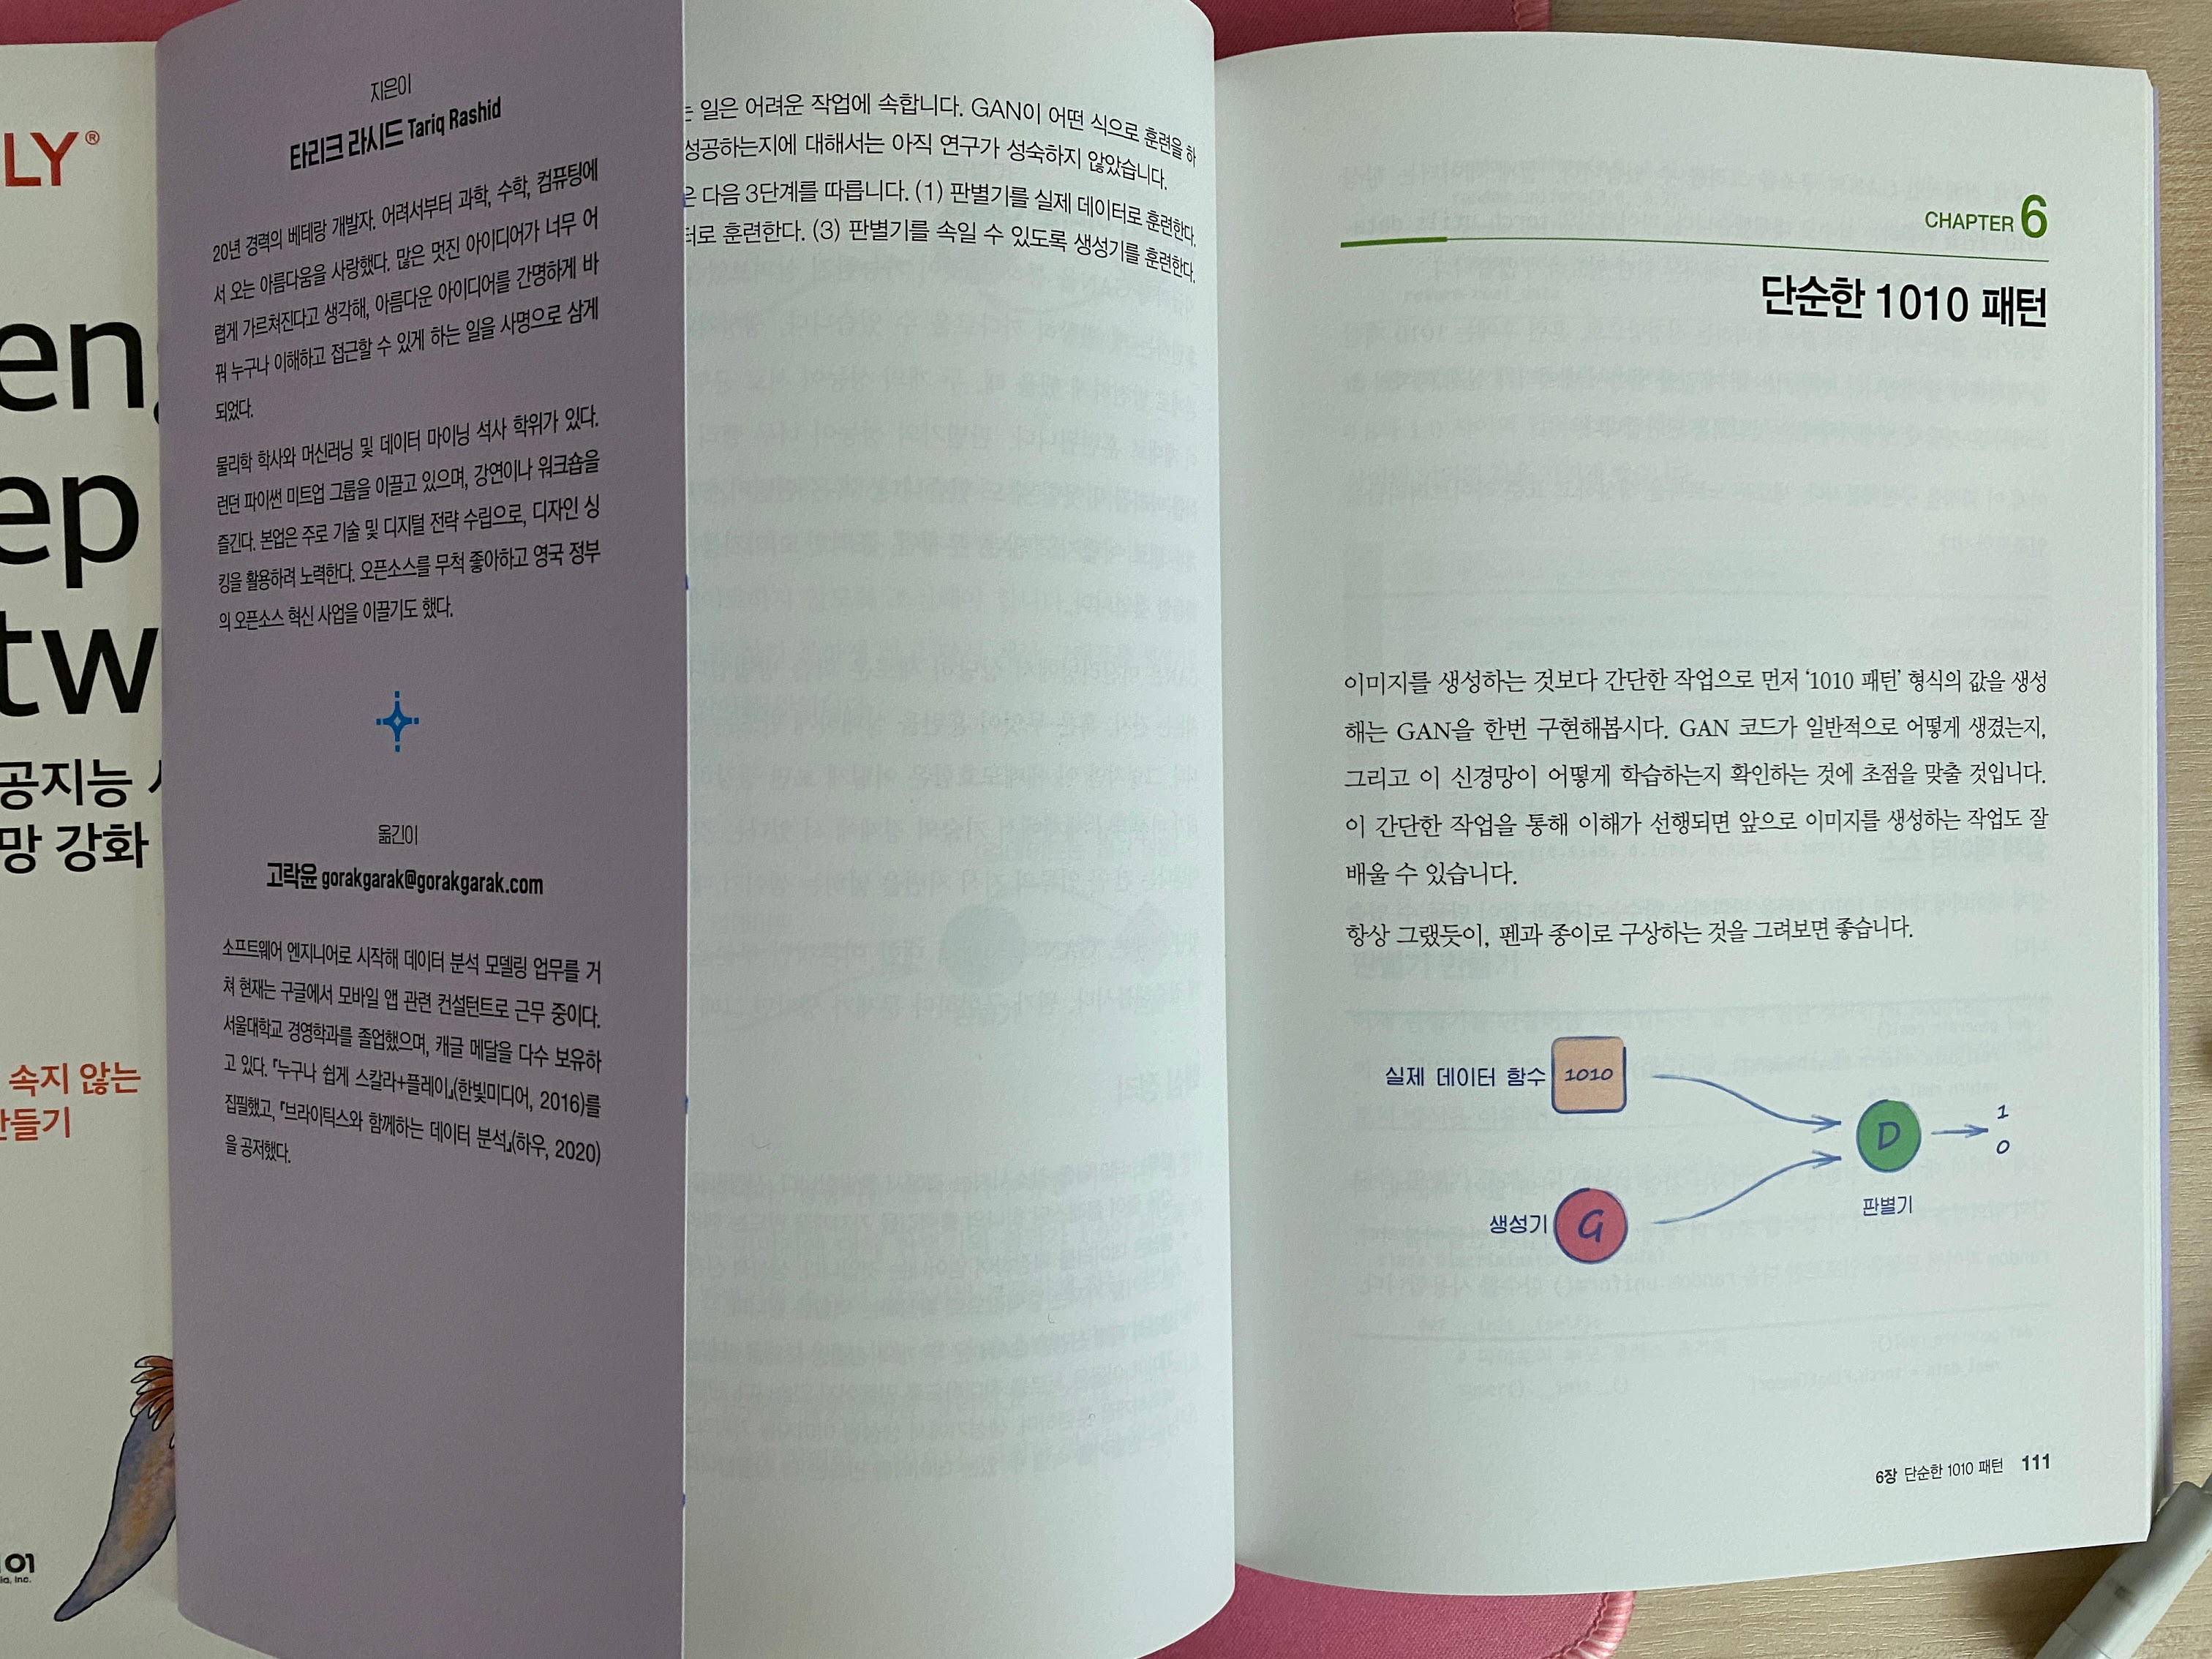 LY®
en
ep
tw
공지능
망 강화
속지 않는
만들기
지은이
타리크 라시드 Tariq Rashid
20년 경력의 베테랑 개발자. 어려서부터 과학, 수학, 컴퓨팅에
서 오는 아름다움을 사랑했다. 많은 멋진 아이디어가 너무 어
렵게 가르쳐진다고 생각해, 아름다운 아이디어를 간명하게 바
꿔 누구나 이해하고 접근할 수 있게 하는 일을 사명으로 삼게
되었다.
물리학 학사와 머신러닝 및 데이터 마이닝 석사 학위가 있다.
런던 파이썬 미트업 그룹을 이끌고 있으며, 강연이나 워크숍을
즐긴다. 본업은 주로 기술 및 디지털 전략 수립으로, 디자인 싱
킹을 활용하려 노력한다. 오픈소스를 무척 좋아하고 영국 정부
의 오픈소스 혁신 사업을 이끌기도 했다.
옮긴이
고락윤 gorakgarak@gorakgarak.com
소프트웨어 엔지니어로 시작해 데이터 분석 모델링 업무를 거
쳐 현재는 구글에서 모바일 앱 관련 컨설턴트로 근무 중이다.
서울대학교 경영학과를 졸업했으며, 캐글 메달을 다수 보유하
고 있다. 『누구나 쉽게 스칼라+플레이』(한빛미디어, 2016)를
집필했고, 『브라이틱스와 함께하는 데이터 분석』(하우, 2020)
을 공저했다.
일은 어려운 작업에 속합니다. GAN이 어떤 식으로 훈련을 하
성공하는지에 대해서는 아직 연구가 성숙하지 않았습니다.
다음 3단계를 따릅니다. (1) 판별기를 실제 데이터로 훈련한다.
터로 훈련한다. (3) 판별기를 속일 수 있도록 생성기를 훈련한다.
CHAPTER 6
단순한 1010 패턴
이미지를 생성하는 것보다 간단한 작업으로 먼저 ‘1010 패턴’ 형식의 값을 생성
해는 GAN을 한번 구현해봅시다. GAN 코드가 일반적으로 어떻게 생겼는지,
그리고 이 신경망이 어떻게 학습하는지 확인하는 것에 초점을 맞출 것입니다.
이 간단한 작업을 통해 이해가 선행되면 앞으로 이미지를 생성하는 작업도 잘
배울 수 있습니다.
항상 그랬듯이, 펜과 종이로 구상하는 것을 그려보면 좋습니다.
실제 데이터 함수 1010
1
D
0
판별기
생성기 G
6장 단순한 1010 패턴 111